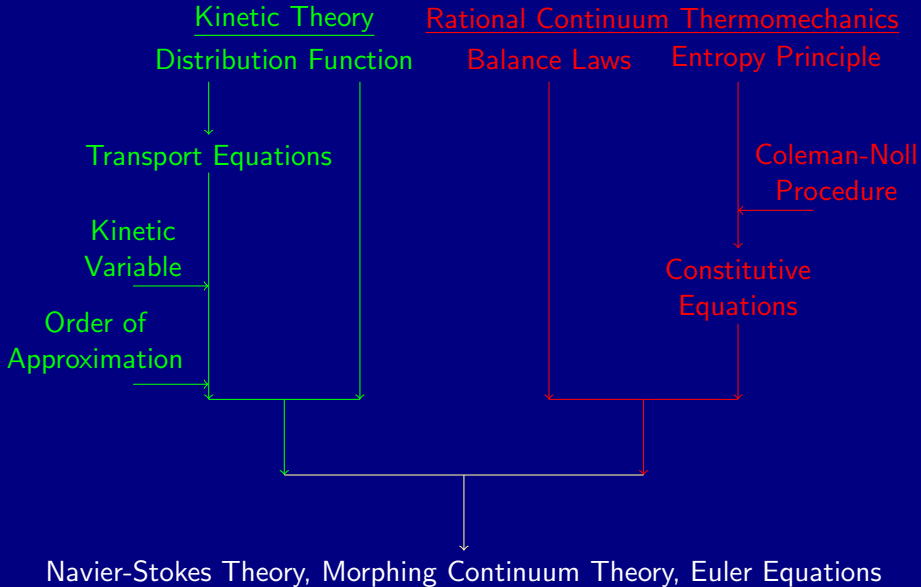 Kinetic Theory
Distribution Function
Transport Equations
Kinetic
Variable
Order of
Approximation
Rational Continuum Thermomechanics
Balance Laws
Entropy Principle
Coleman-Noll
Procedure
Constitutive
Equations
Navier-Stokes Theory, Morphing Continuum Theory, Euler Equations